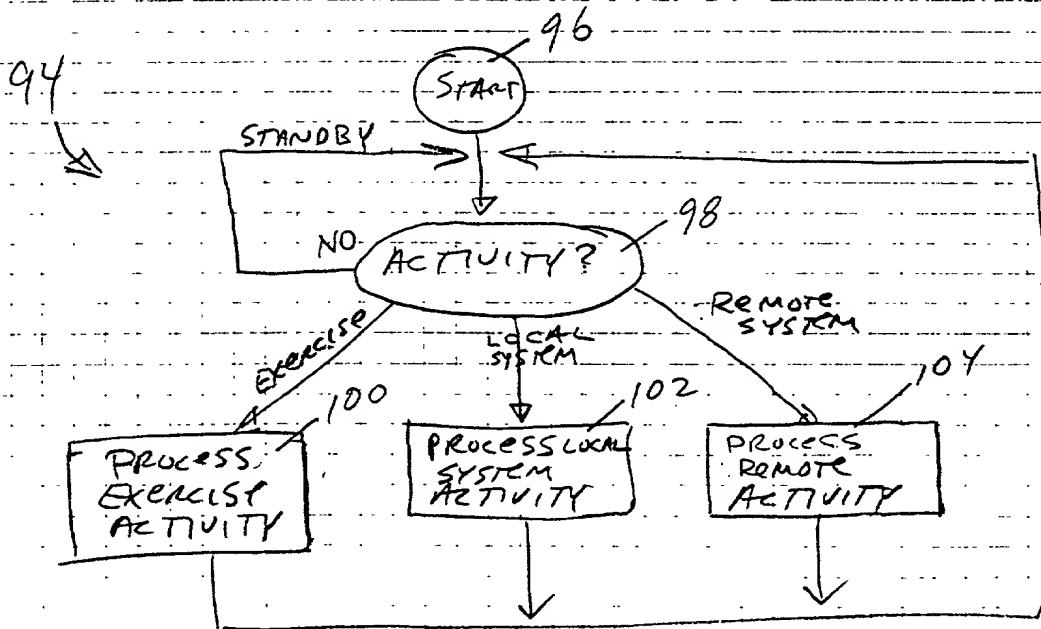 96
94
START
STANDBY
98
NO
ACTIVITY?
REMOTE
SYSTEM
LOCAL
SYSTEM
EXERCISE
100
102
104
PROCESS
EXERCISE
ACTIVITY
PROCESS LOCAL
SYSTEM
ACTIVITY
PROCESS
REMOTE
ACTIVITY